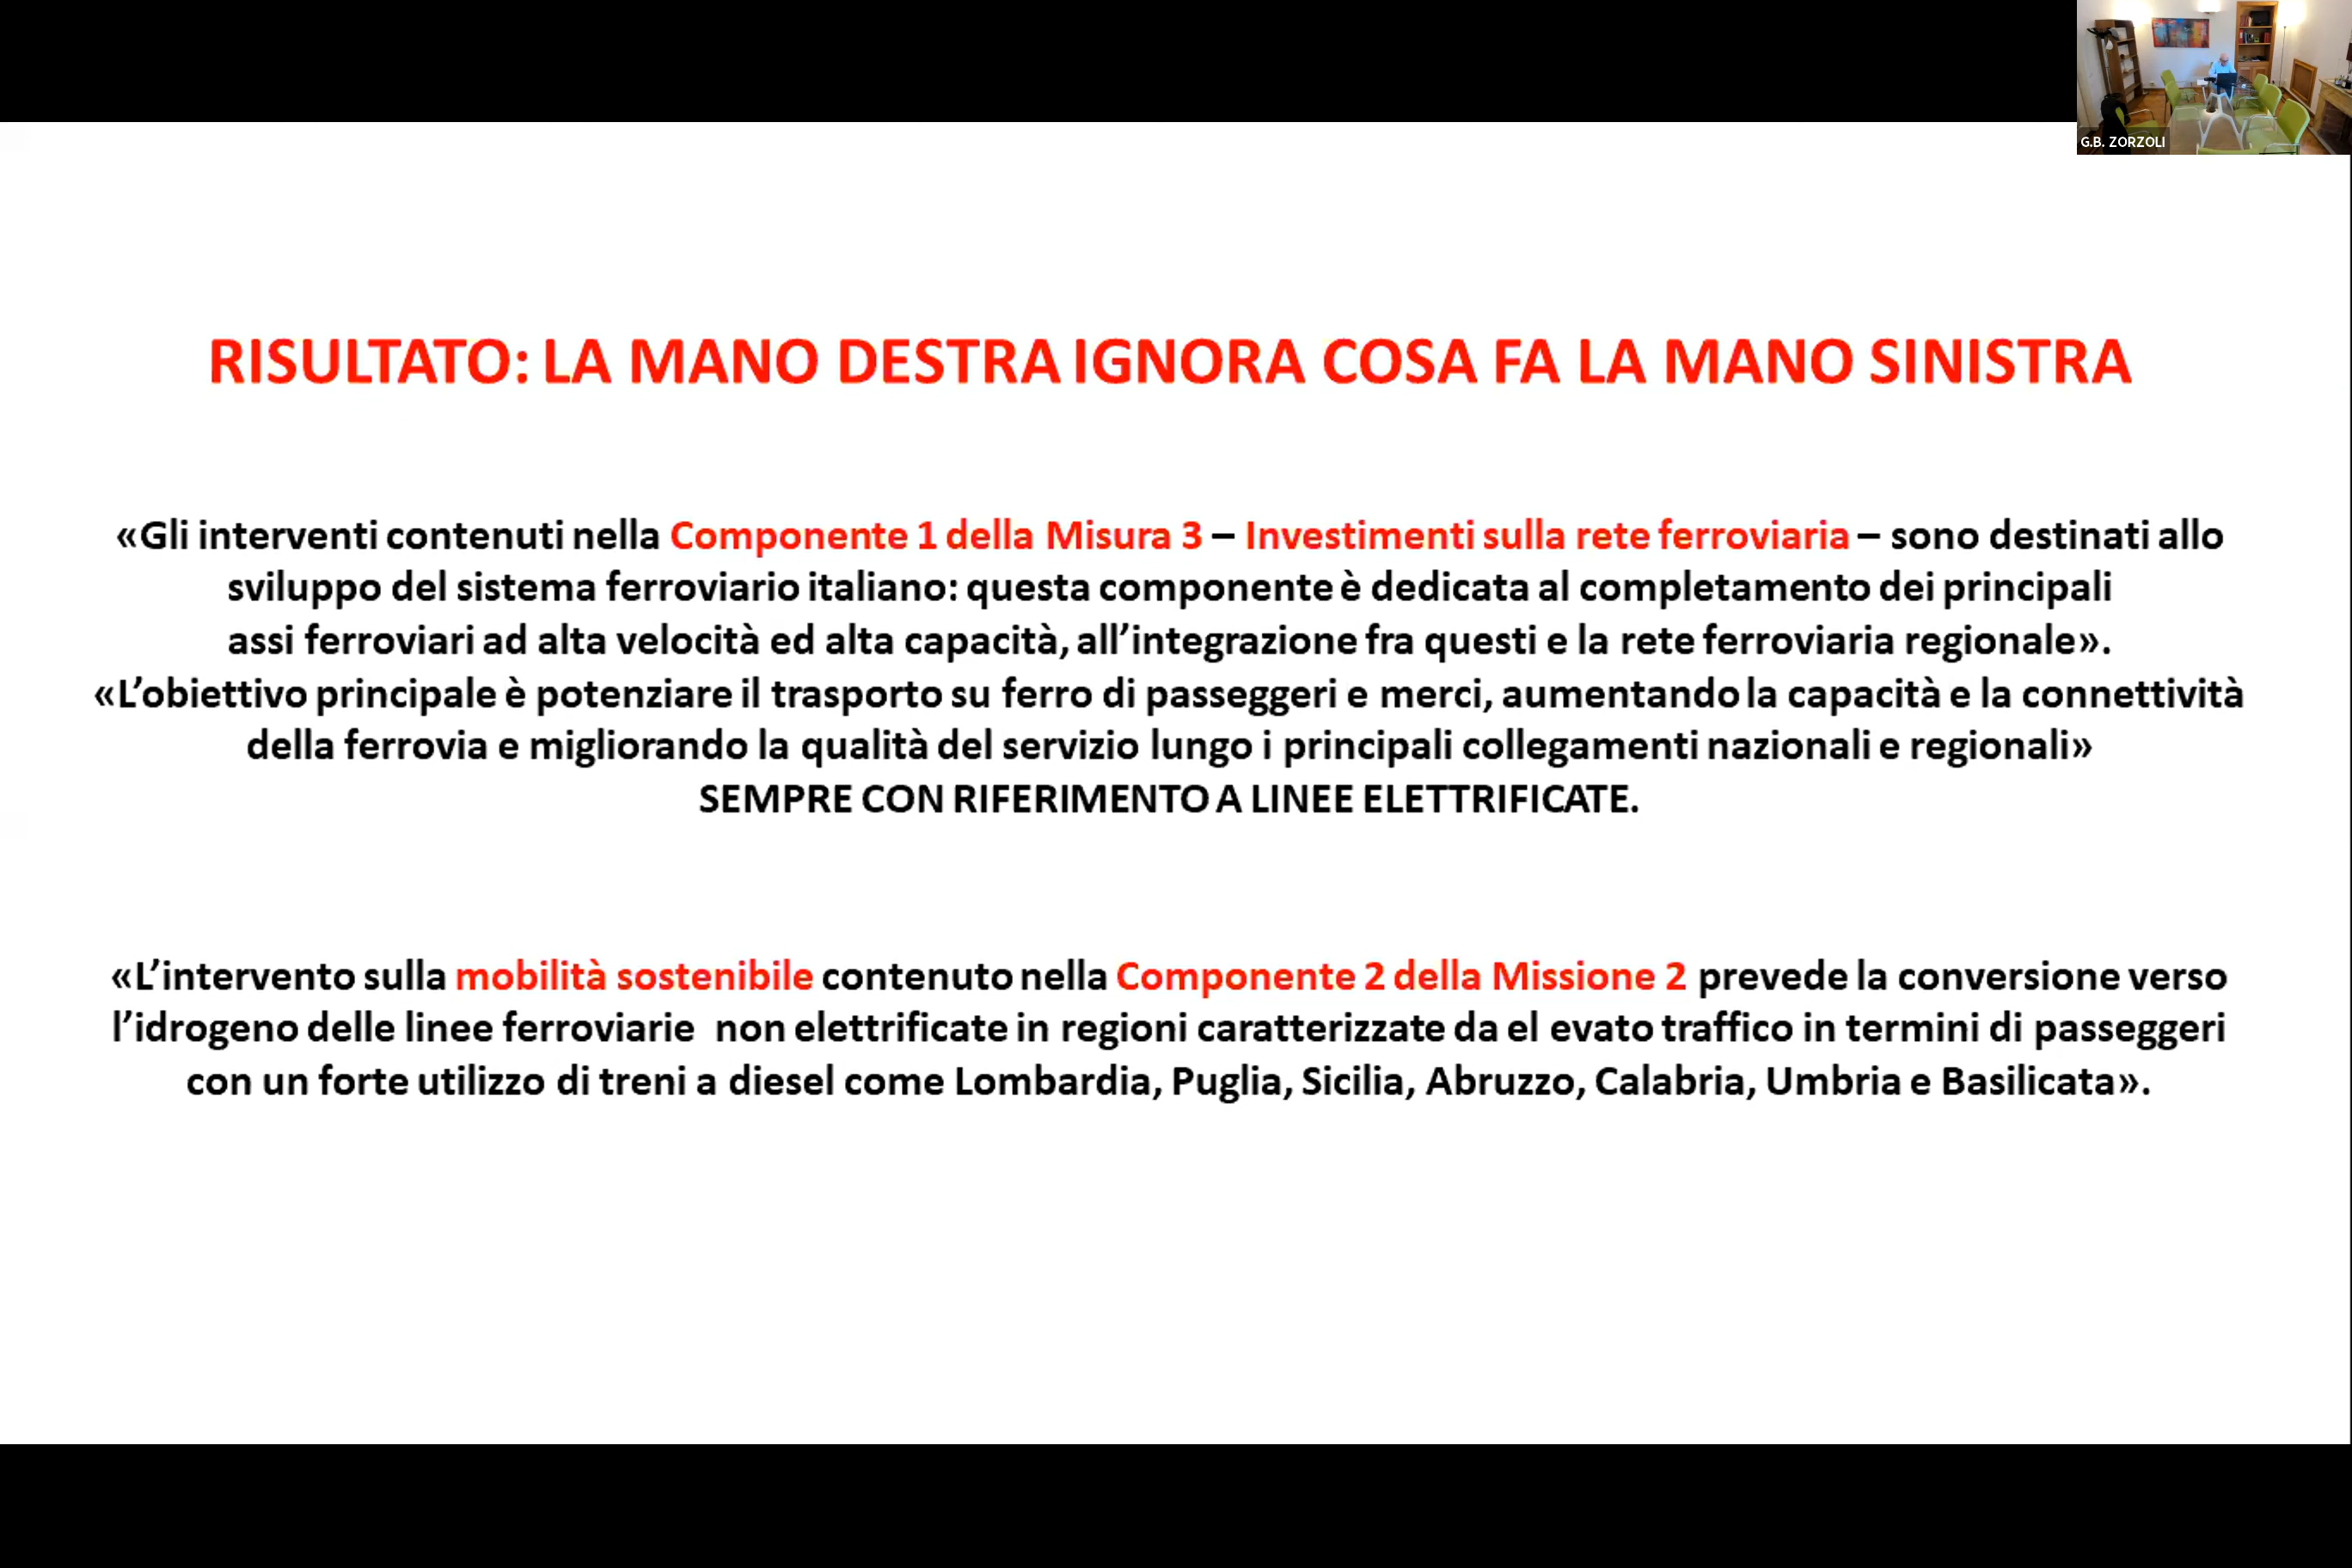 G.B. ZORZOLI
RISULTATO: LA MANO DESTRA IGNORA COSA FA LA MANO SINISTRA
«Gli interventi contenuti nella Componente 1 della Misura 3 – Investimenti sulla rete ferroviaria – sono destinati allo
sviluppo del sistema ferroviario italiano: questa componente è dedicata al completamento dei principali
assi ferroviari ad alta velocità ed alta capacità, all’integrazione fra questi e la rete ferroviaria regionale».
«L’obiettivo principale è potenziare il trasporto su ferro di passeggeri e merci, aumentando la capacità e la connettività
della ferrovia e migliorando la qualità del servizio lungo i principali collegamenti nazionali e regionali»
SEMPRE CON RIFERIMENTO A LINEE ELETTRIFICATE.
«L’intervento sulla mobilità sostenibile contenuto nella Componente 2 della Missione 2 prevede la conversione verso
l’idrogeno delle linee ferroviarie  non elettrificate in regioni caratterizzate da el evato traffico in termini di passeggeri
con un forte utilizzo di treni a diesel come Lombardia, Puglia, Sicilia, Abruzzo, Calabria, Umbria e Basilicata».